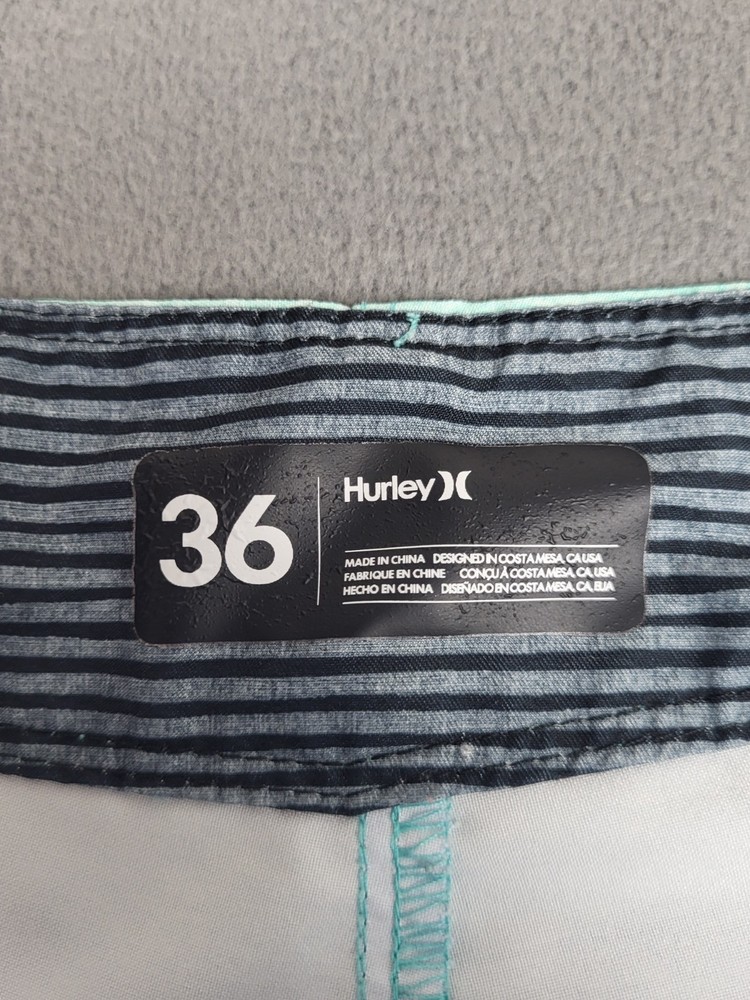 36
Hurley
MADE IN CHINA DESIGNED IN COSTA MESA, CA USA
FABRIQUE EN CHINE CONÇU À COSTA MESA, CA, USA
HECHO EN CHINA DISEÑADO EN COSTA MESA, CA, EUA